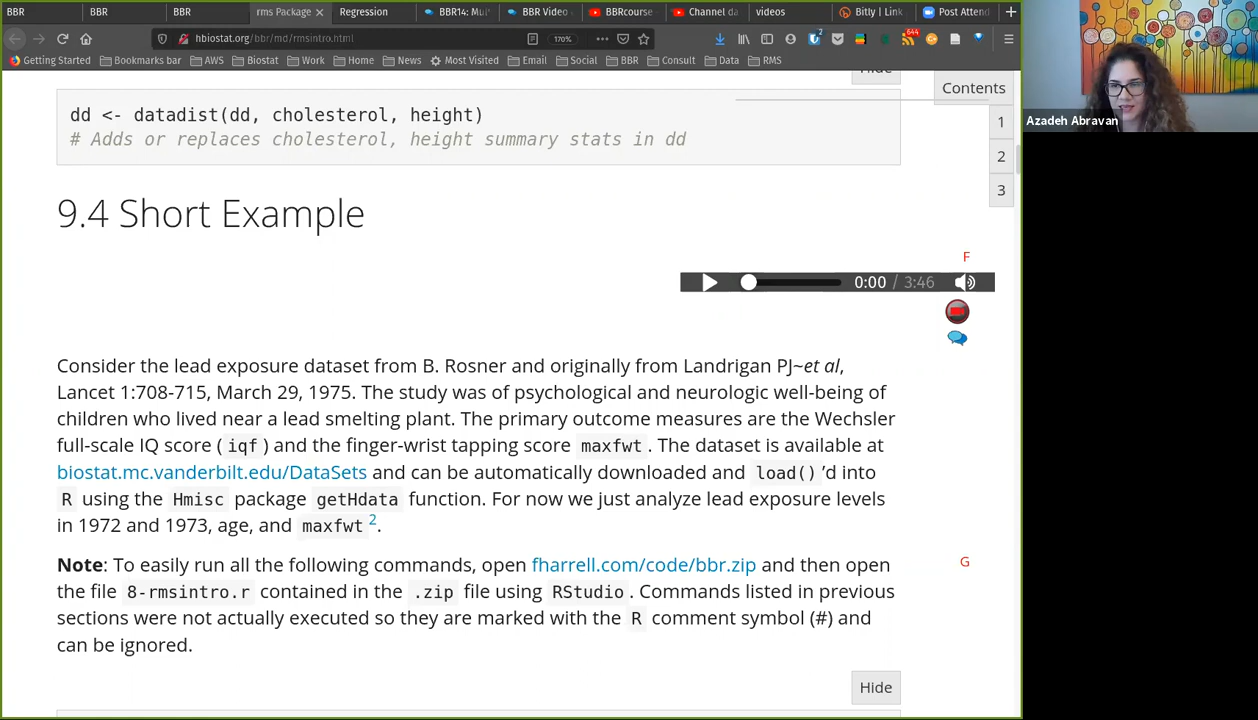 BBR
BBR
BBR
rms Package
Regression
BBR14: Mul
BBR Video
BBRcourse
Channel da
videos
Bitly | Link
Post Attend
hbiostat.org/bbr/md/rmsintro.html
170%
2
644
Getting Started Bookmarks bar AWS Biostat Work Home News Most Visited Email Social BBR Consult Data RMS
Hide
Contents
1
2
3
Azadeh Abravan
dd <- datadist(dd, cholesterol, height)
# Adds or replaces cholesterol, height summary stats in dd
9.4 Short Example
F
0:00 / 3:46
Consider the lead exposure dataset from B. Rosner and originally from Landrigan PJ~et al,
Lancet 1:708-715, March 29, 1975. The study was of psychological and neurologic well-being of
children who lived near a lead smelting plant. The primary outcome measures are the Wechsler
full-scale IQ score ( iqf ) and the finger-wrist tapping score maxfwt . The dataset is available at
biostat.mc.vanderbilt.edu/DataSets and can be automatically downloaded and load() 'd into
R using the Hmisc package getHdata function. For now we just analyze lead exposure levels
in 1972 and 1973, age, and maxfwt 2.
Note: To easily run all the following commands, open fharrell.com/code/bbr.zip and then open
G
the file 8-rmsintro.r contained in the .zip file using RStudio . Commands listed in previous
sections were not actually executed so they are marked with the R comment symbol (#) and
can be ignored.
Hide